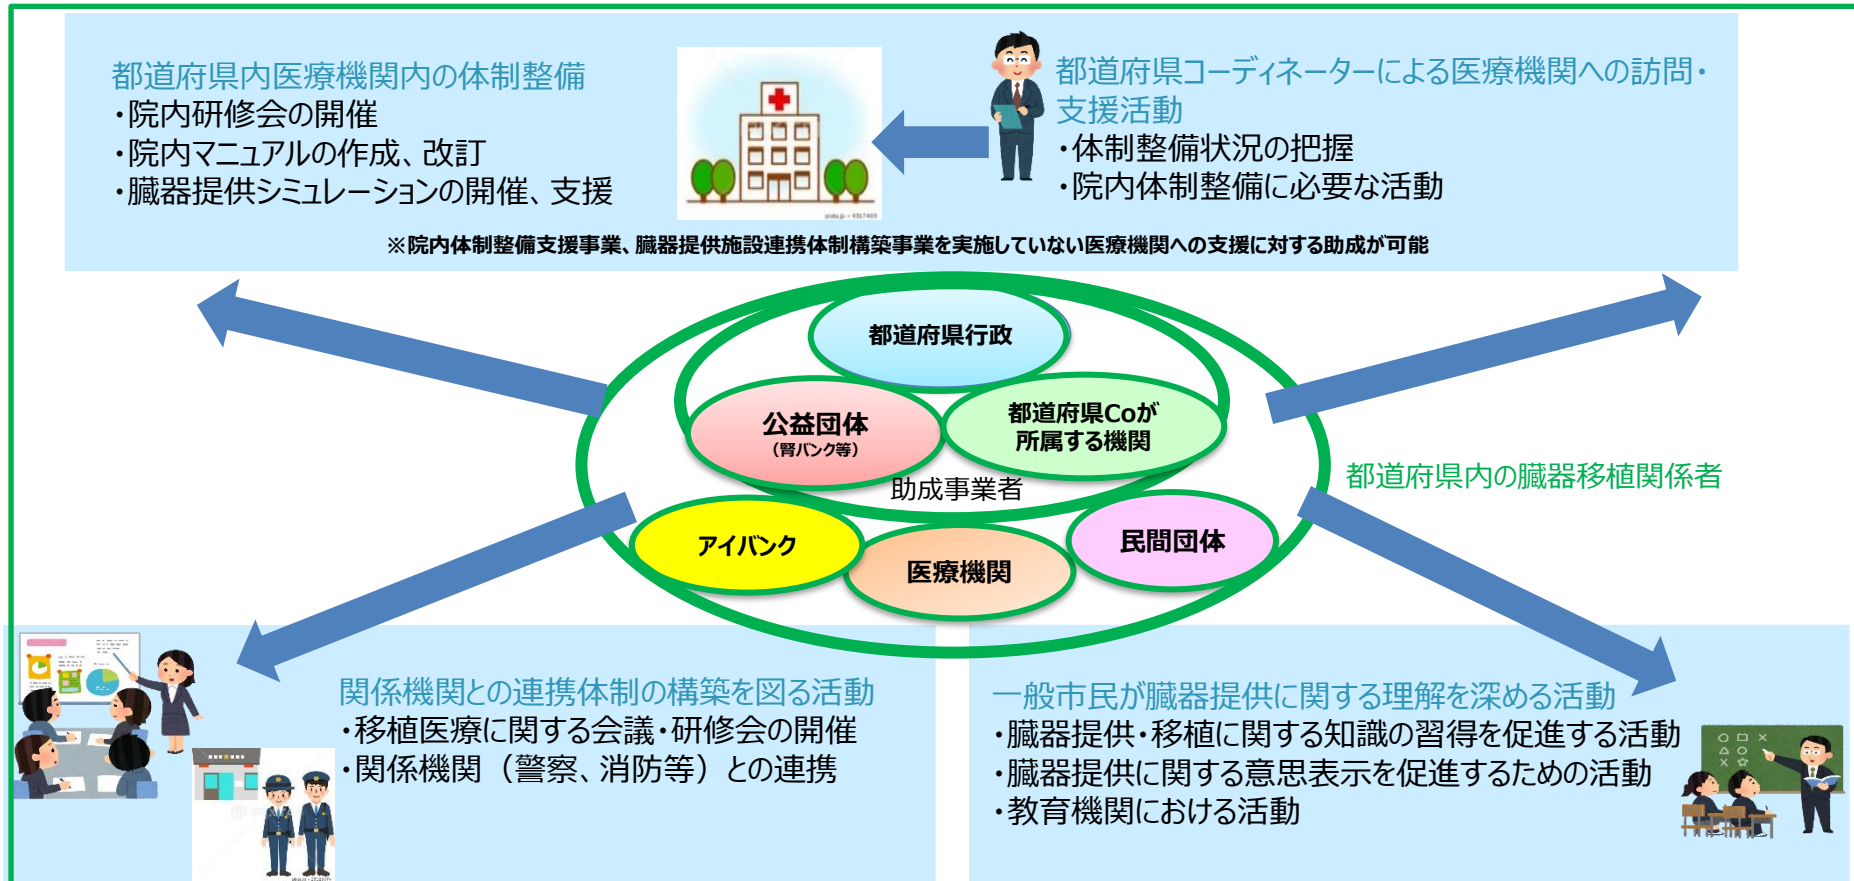 都道府県内医療機関内の体制整備
・院内研修会の開催
・院内マニュアルの作成、改訂
・臓器提供シミュレーションの開催、支援
都道府県コーディネーターによる医療機関への訪問・
支援活動
・体制整備状況の把握
・院内体制整備に必要な活動
※院内体制整備支援事業、臓器提供施設連携体制構築事業を実施していない医療機関への支援に対する助成が可能
都道府県行政
公益団体
（腎バンク等）
都道府県Coが
所属する機関
助成事業者
都道府県内の臓器移植関係者
アイバンク
医療機関
民間団体
関係機関との連携体制の構築を図る活動
・移植医療に関する会議・研修会の開催
・関係機関（警察、消防等）との連携
一般市民が臓器提供に関する理解を深める活動
・臓器提供・移植に関する知識の習得を促進する活動
・臓器提供に関する意思表示を促進するための活動
・教育機関における活動